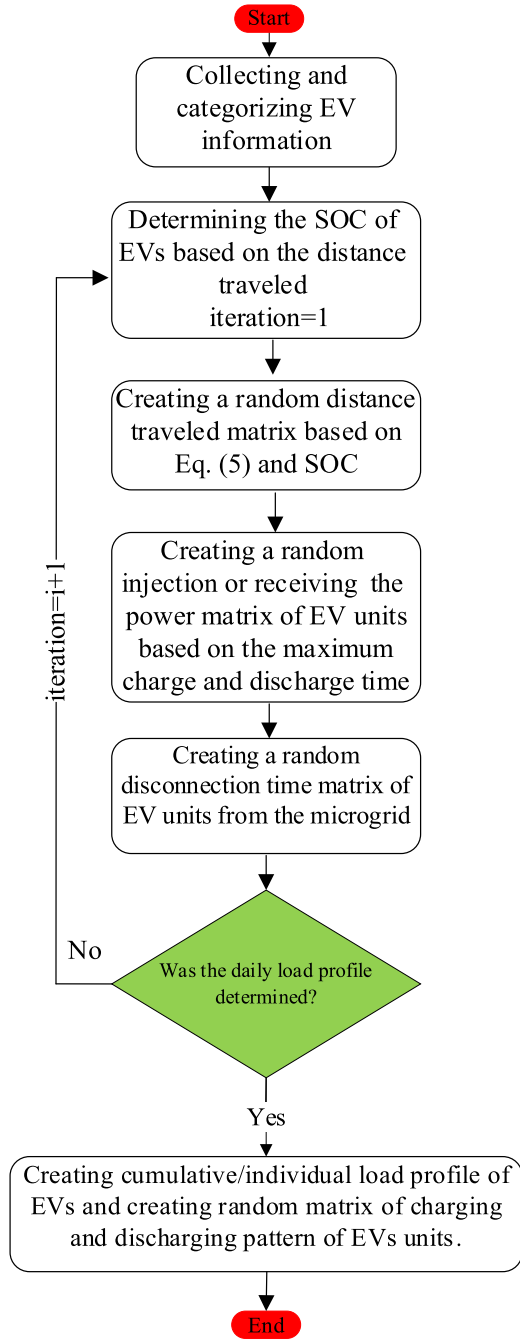 Start
Collecting and
categorizing EV
information
Determining the SOC of
EVs based on the distance
traveled
iteration=1
Creating a random distance
traveled matrix based on
Eq. (5) and SOC
Creating a random
injection or receiving the
power matrix of EV units
based on the maximum
charge and discharge time
iteration=i+1
Creating a random
disconnection time matrix of
EV units from the microgrid
No
Was the daily load profile
determined?
Yes
Creating cumulative/individual load profile of
EVs and creating random matrix of charging
and discharging pattern of EVs units.
End